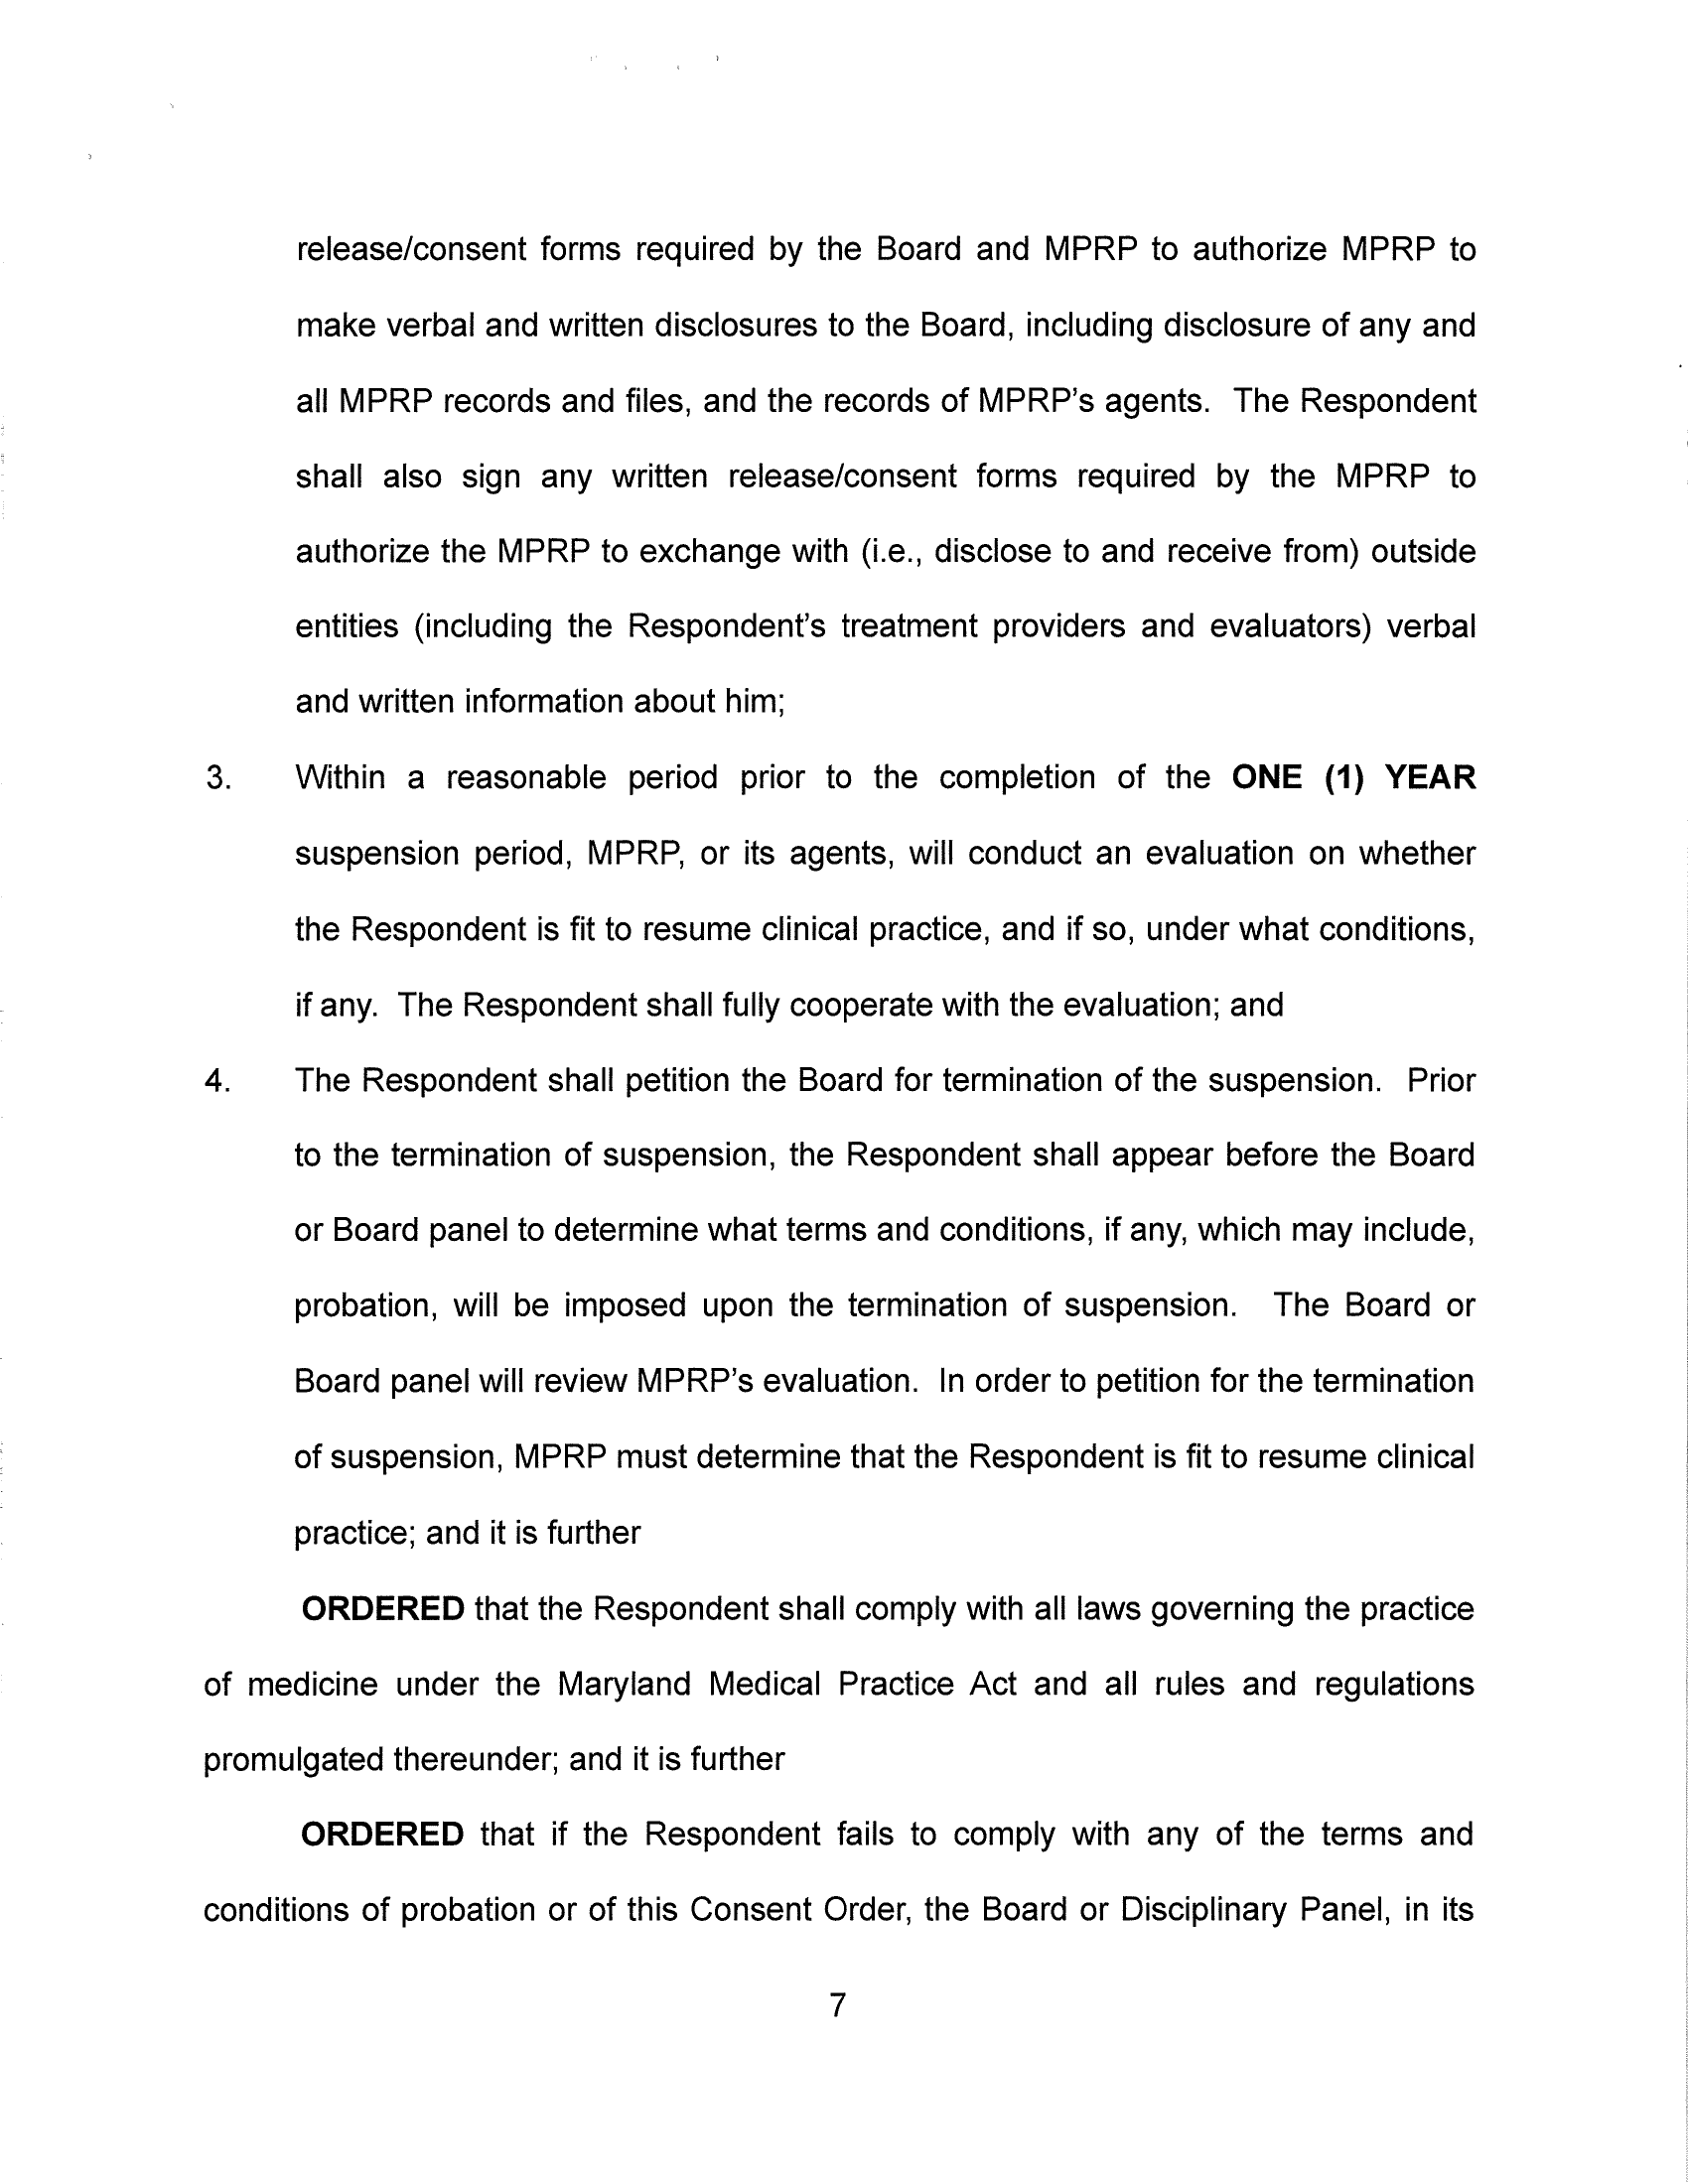 release/consent forms required by the Board and MPRP to authorize MPRP to
make verbal and written disclosures to the Board, including disclosure of any and
all MPRP records and files, and the records of MPRP's agents. The Respondent
shall also sign any written release/consent forms required by the MPRP to
authorize the MPRP to exchange with (i.e., disclose to and receive from) outside
entities (including the Respondent's treatment providers and evaluators) verbal
and written information about him;
3. Within a reasonable period prior to the completion of the ONE (1) YEAR
suspension period, MPRP, or its agents, will conduct an evaluation on whether
the Respondent is fit to resume clinical practice, and if so, under what conditions,
if any. The Respondent shall fully cooperate with the evaluation; and
4. The Respondent shall petition the Board for termination of the suspension. Prior
to the termination of suspension, the Respondent shall appear before the Board
or Board panel to determine what terms and conditions, if any, which may include,
probation, will be imposed upon the termination of suspension. The Board or
Board panel will review MPRP's evaluation. In order to petition for the termination
of suspension, MPRP must determine that the Respondent is fit to resume clinical
practice; and it is further
ORDERED that the Respondent shall comply with all laws governing the practice
of medicine under the Maryland Medical Practice Act and all rules and regulations
promulgated thereunder; and it is further
ORDERED that if the Respondent fails to comply with any of the terms and
conditions of probation or of this Consent Order, the Board or Disciplinary Panel, in its
7